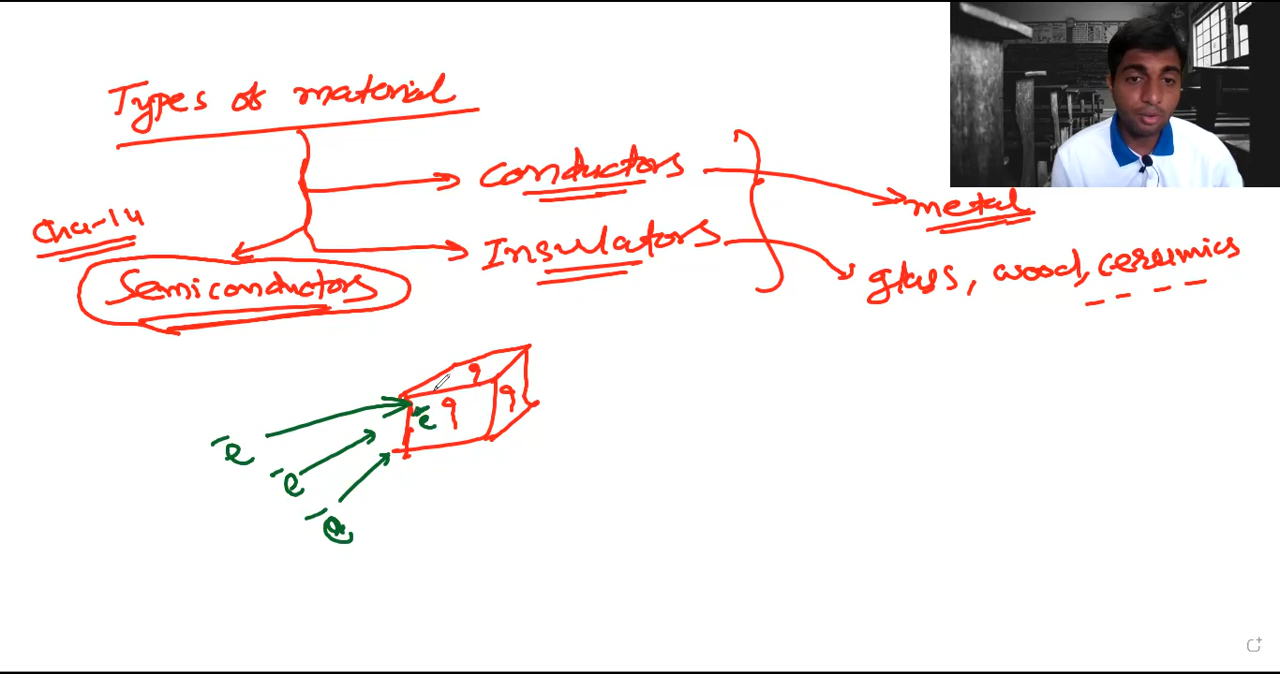 Types of material
Conductors
metal
Cha-14
Insulators
glass, wood, ceramics
Semiconductors
q
q
q
-e
-e
-e
-e